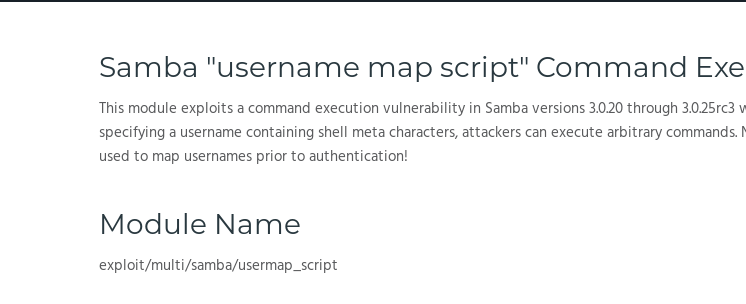 Samba "username map script" Command Exe
This module exploits a command execution vulnerability in Samba versions 3.0.20 through 3.0.25rc3 w
specifying a username containing shell meta characters, attackers can execute arbitrary commands. N
used to map usernames prior to authentication!
Module Name
exploit/multi/samba/usermap_script